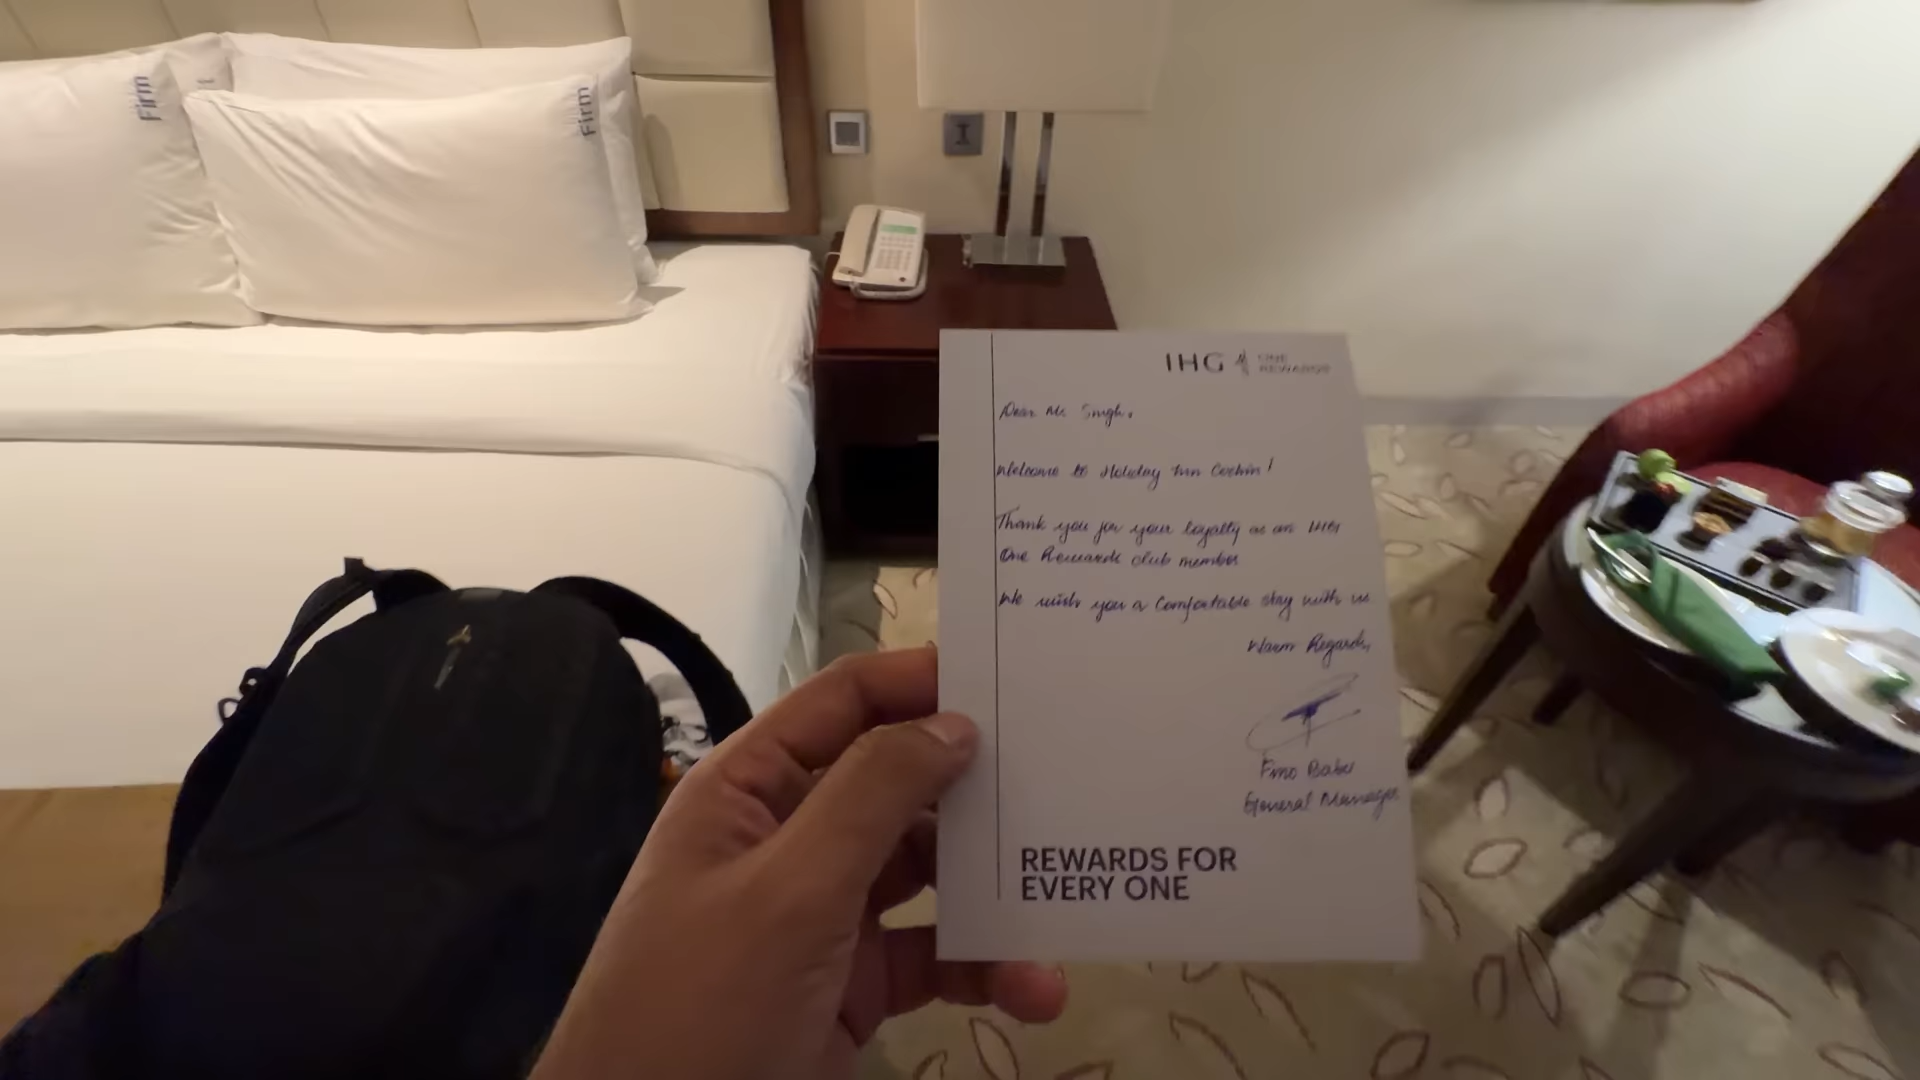 Firm
Firm
IHG ONE
REWARDS
Dear Mr Singh,
Welcome to Holiday Inn Cochin!
Thank you for your loyalty as an IHG
One Rewards club member
We wish you a Comfortable stay with us
Warm Regards,
General Manager
REWARDS FOR
EVERY ONE